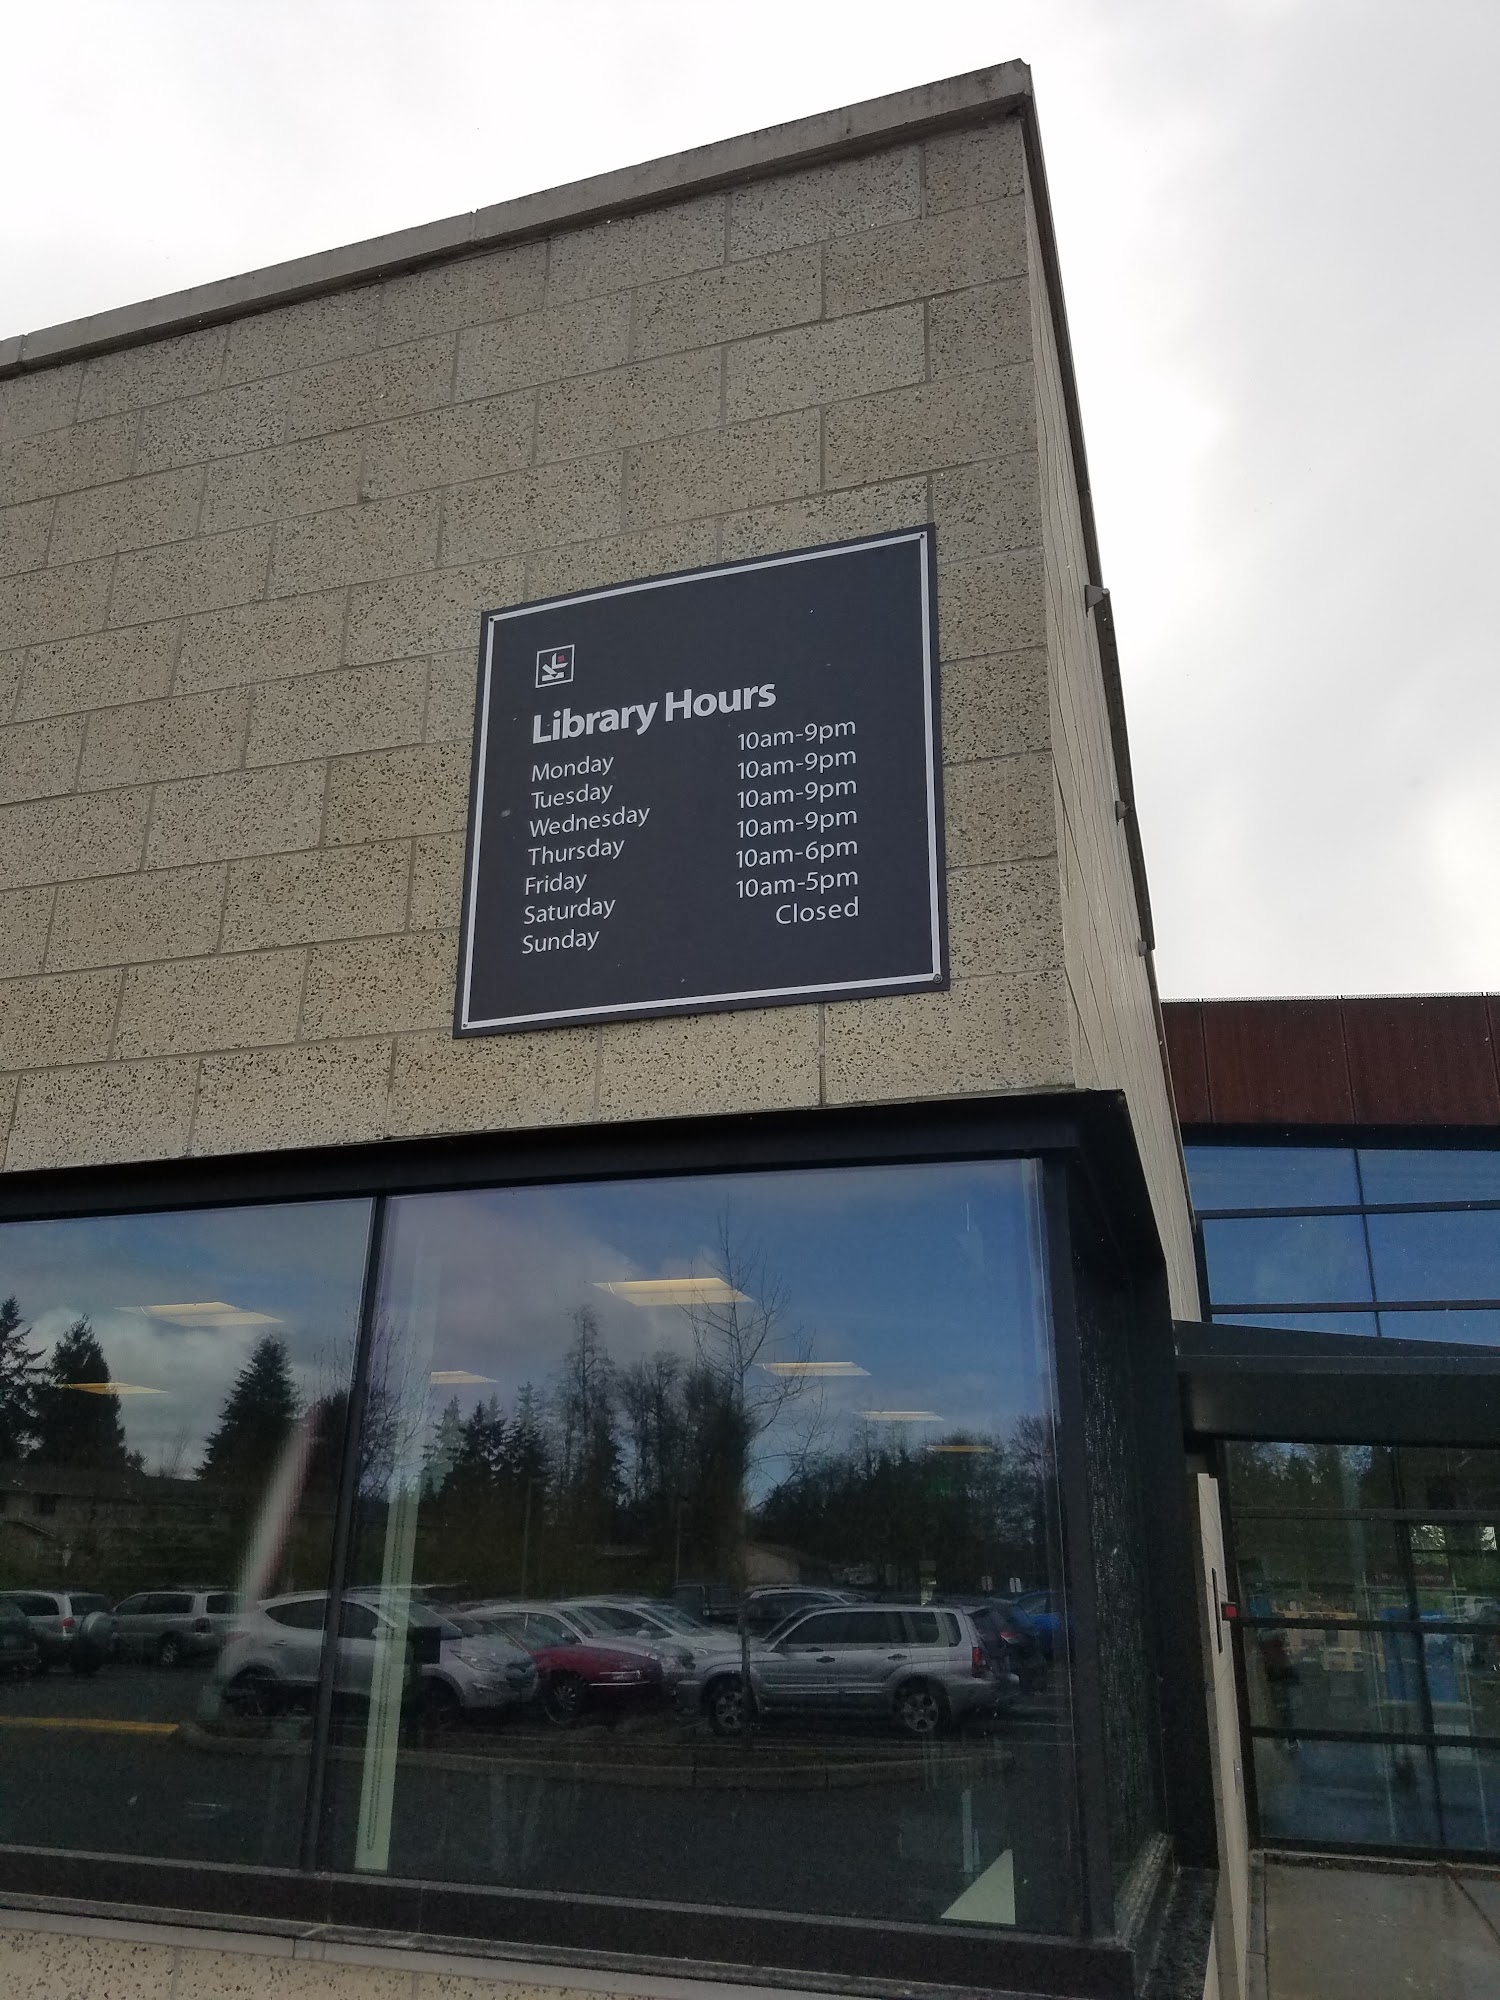 Library Hours
Monday 10am-9pm
Tuesday 10am-9pm
Wednesday 10am-9pm
Thursday 10am-9pm
Friday 10am-6pm
Saturday 10am-5pm
Sunday Closed